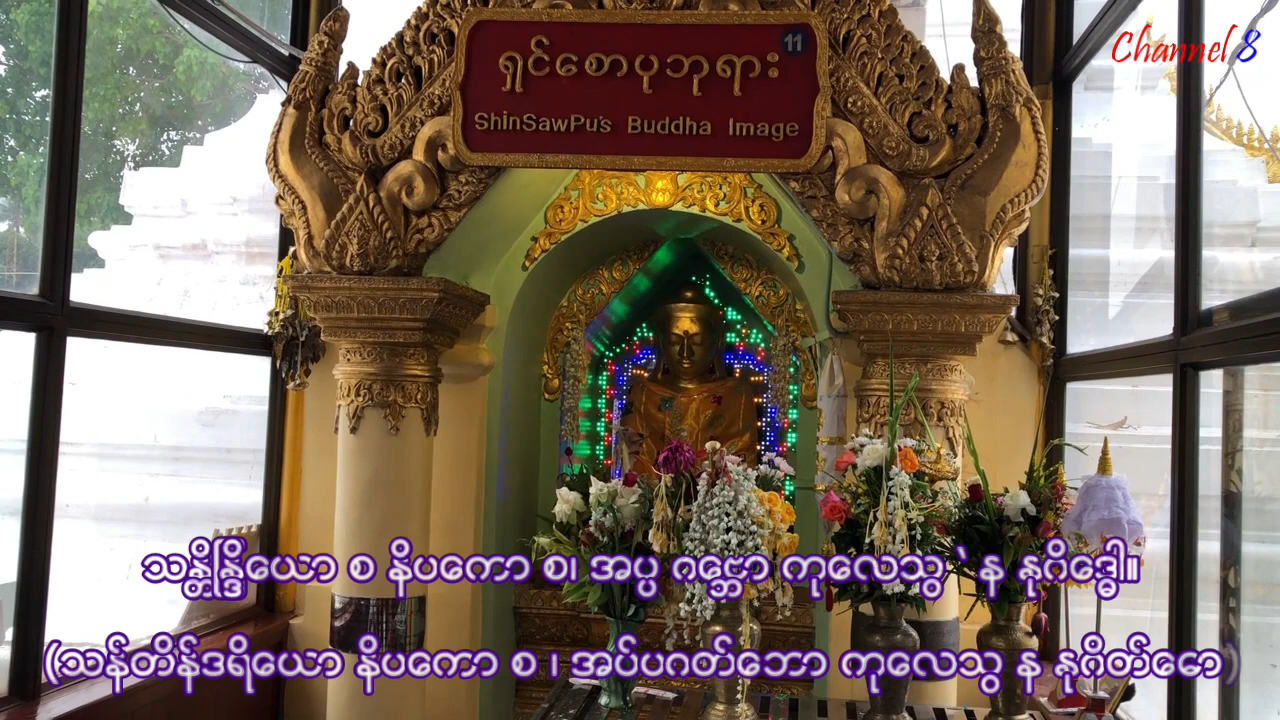 Channel 8
11
ရှင်စောပုဘုရား
ShinSawPu's Buddha Image
သန္တိန္ဒြိယော စ နိပကော စ၊ အပ္ပ ဂဗ္ဘော ကုလေသွ ် န နုဂိဒ္ဓေါ။
(သန်တိန်ဒရိယော နိပကော စ ၊ အပ်ပဂတ်ဘော ကုလေသွ န နုဂိတ်ဓော)